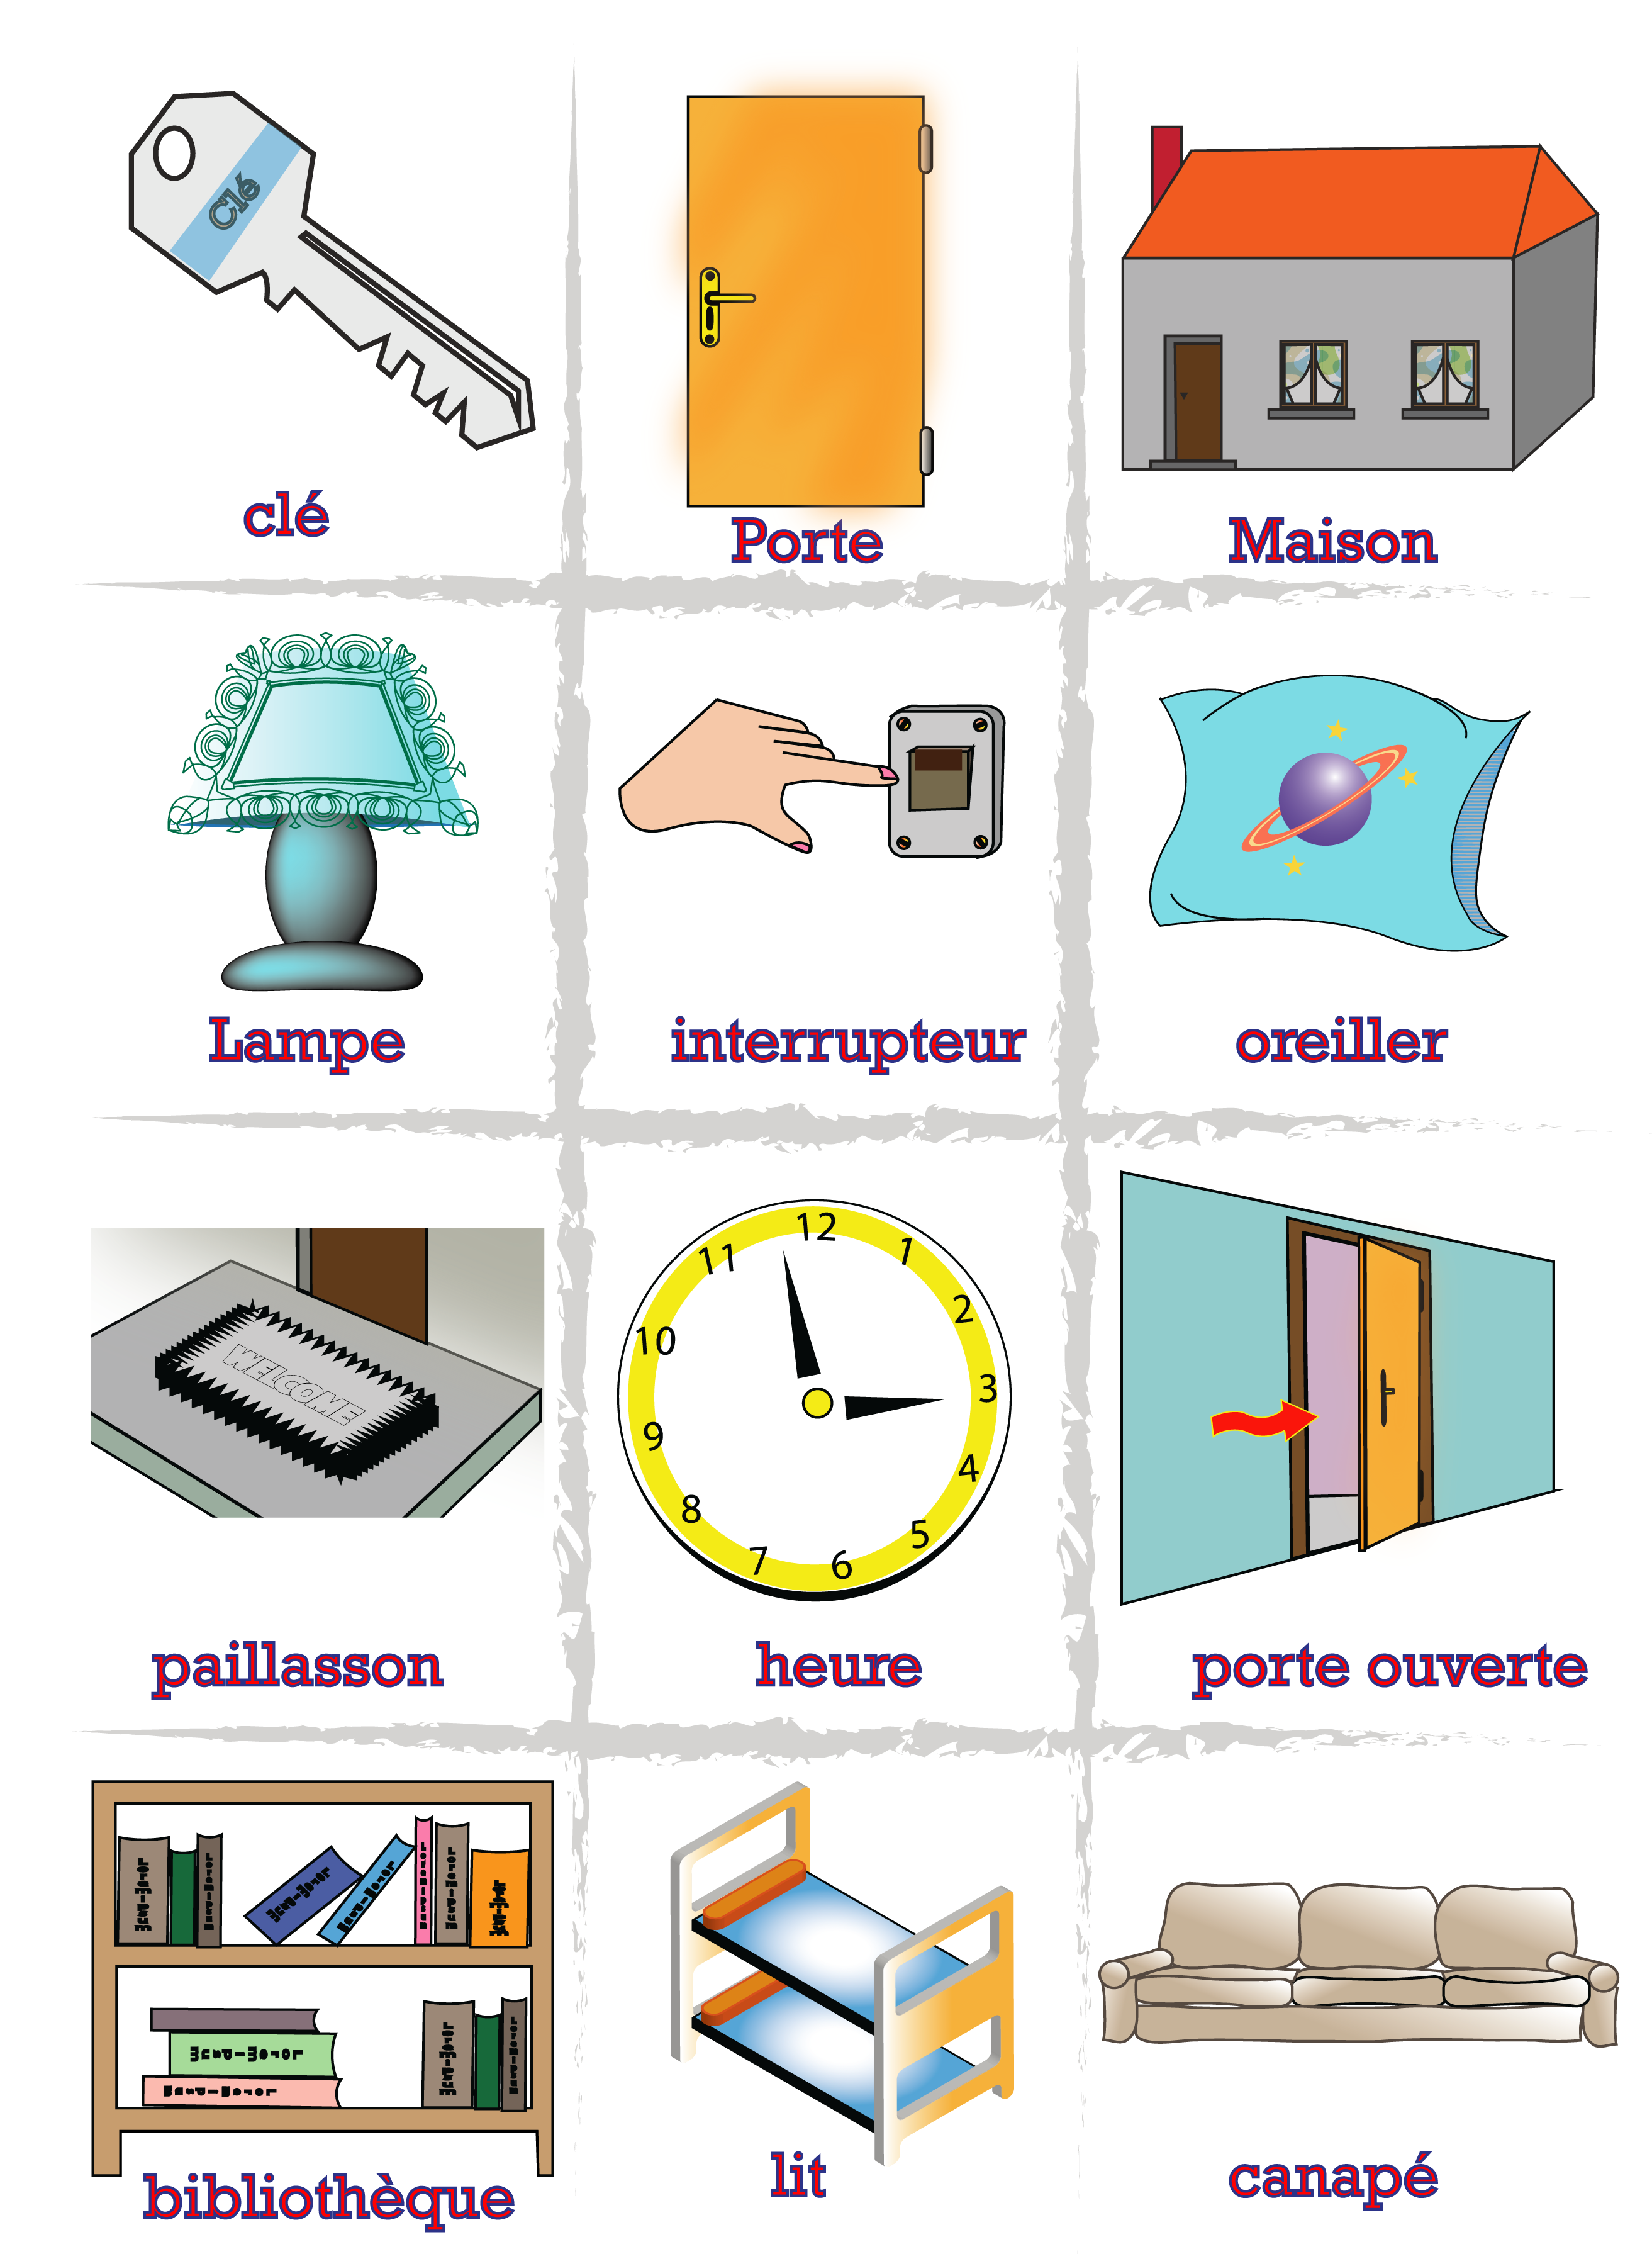 Clé
clé
Porte
Maison
Lampe
interrupteur
oreiller
WELCOME
12
1
2
3
4
5
6
7
8
9
10
11
paillasson
heure
porte ouverte
bibliothèque
lit
canapé